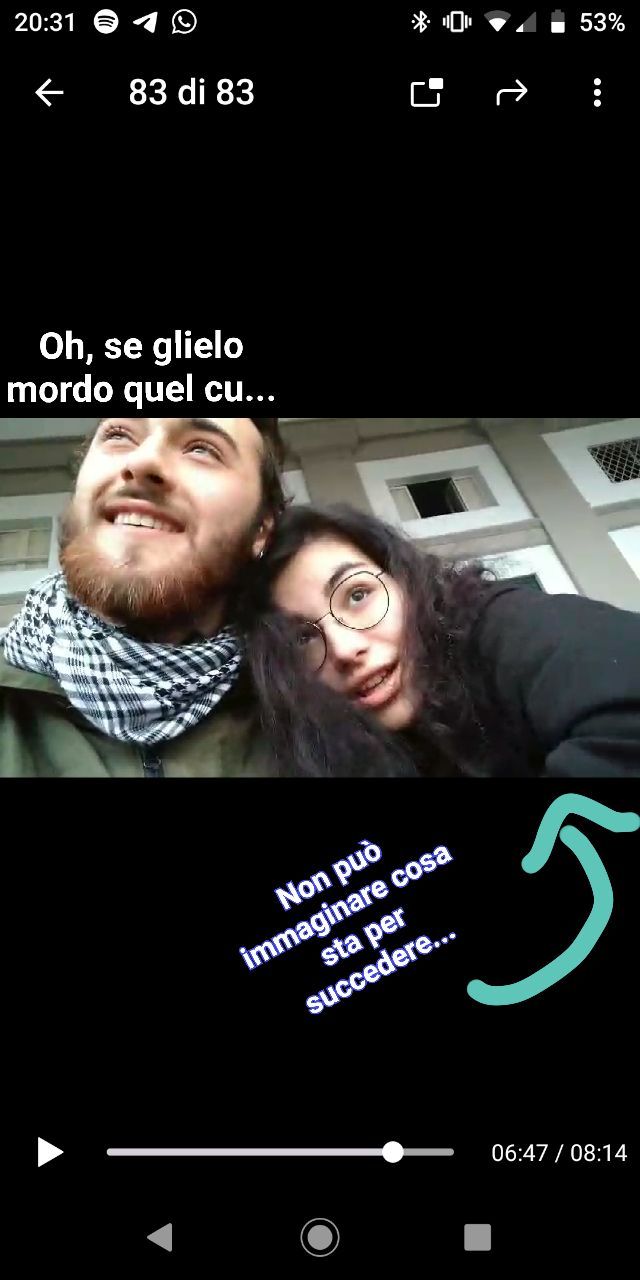 20:31 53%
83 di 83
Oh, se glielo
mordo quel cu...
Non può
immaginare cosa
sta per
succedere...
06:47 / 08:14